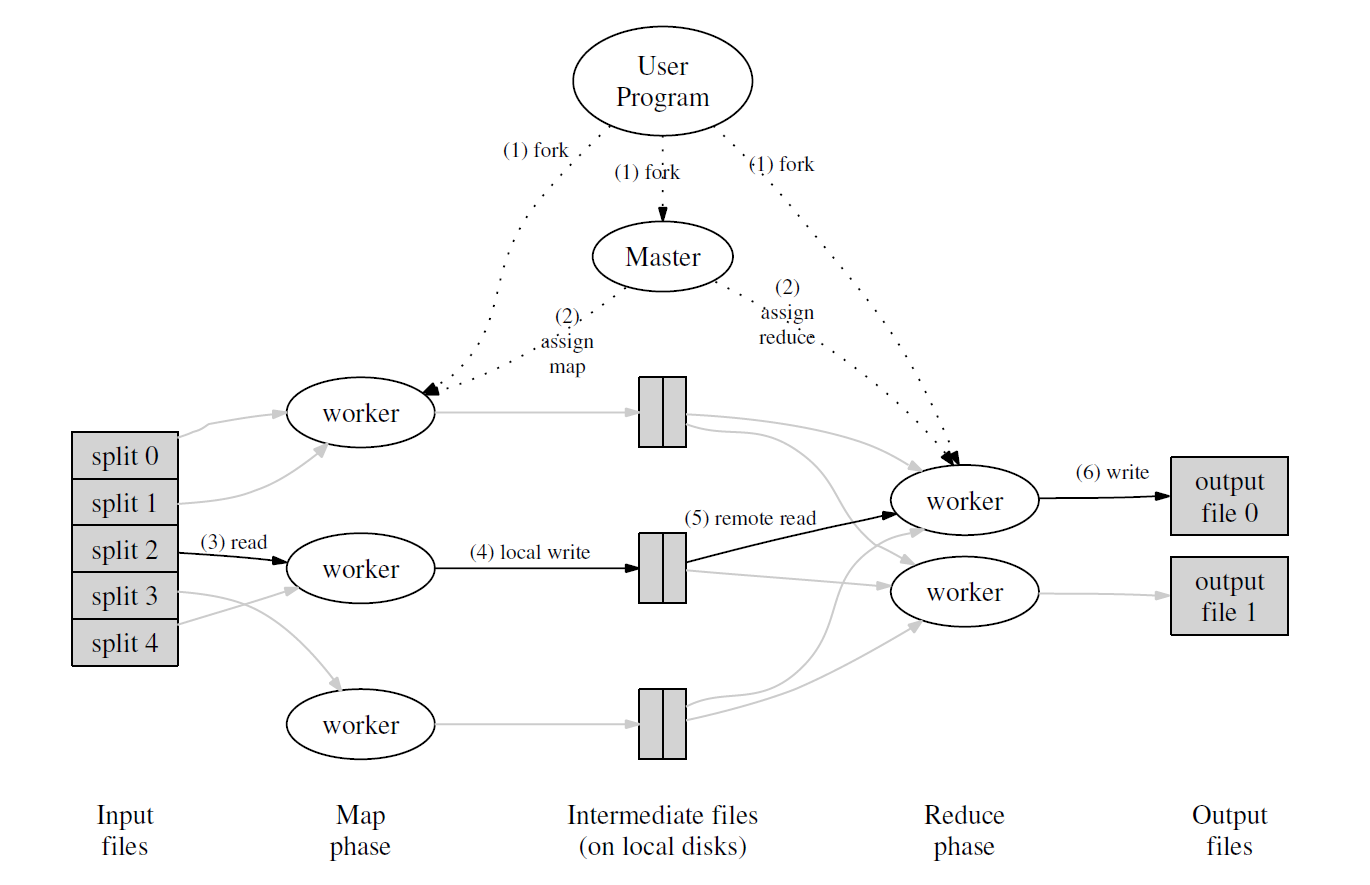 User
Program
(1) fork
(1) fork
(1) fork
Master
(2)
assign
map
(2)
assign
reduce
split 0
split 1
split 2
split 3
split 4
(3) read
worker
worker
worker
(4) local write
(5) remote read
worker
worker
(6) write
output
file 0
output
file 1
Input
files
Map
phase
Intermediate files
(on local disks)
Reduce
phase
Output
files